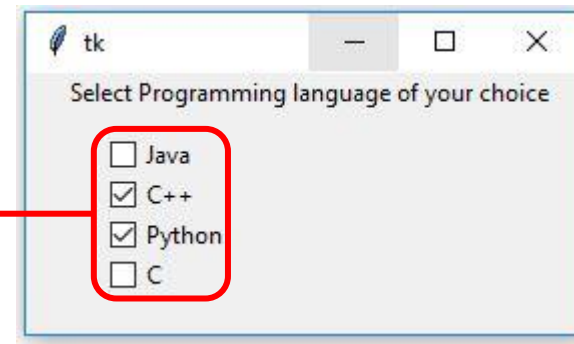 tk
Select Programming language of your choice
Java
C++
Python
C